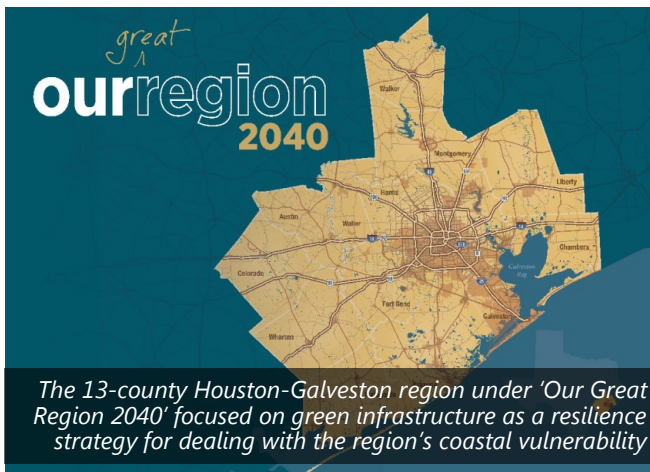 great
ourregion
2040
Walker
Montgomery
Liberty
Harris
Austin
Waller
Chambers
Galveston
Bay
Colorado
Fort Bend
Galveston
Wharton
The 13-county Houston-Galveston region under ‘Our Great
Region 2040’ focused on green infrastructure as a resilience
strategy for dealing with the region’s coastal vulnerability